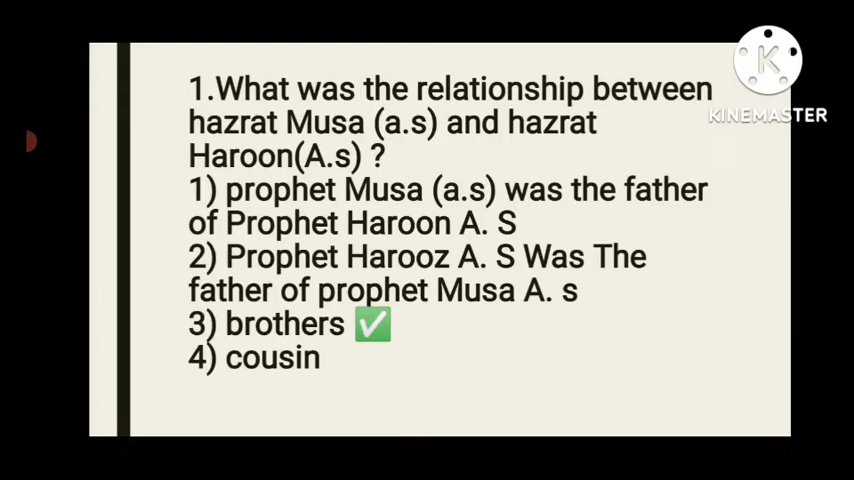 1.What was the relationship between
hazrat Musa (a.s) and hazrat
Haroon(A.s) ?
1) prophet Musa (a.s) was the father
of Prophet Haroon A. S
2) Prophet Harooz A. S Was The
father of prophet Musa A. s
3) brothers ✅
4) cousin
K
KINEMASTER